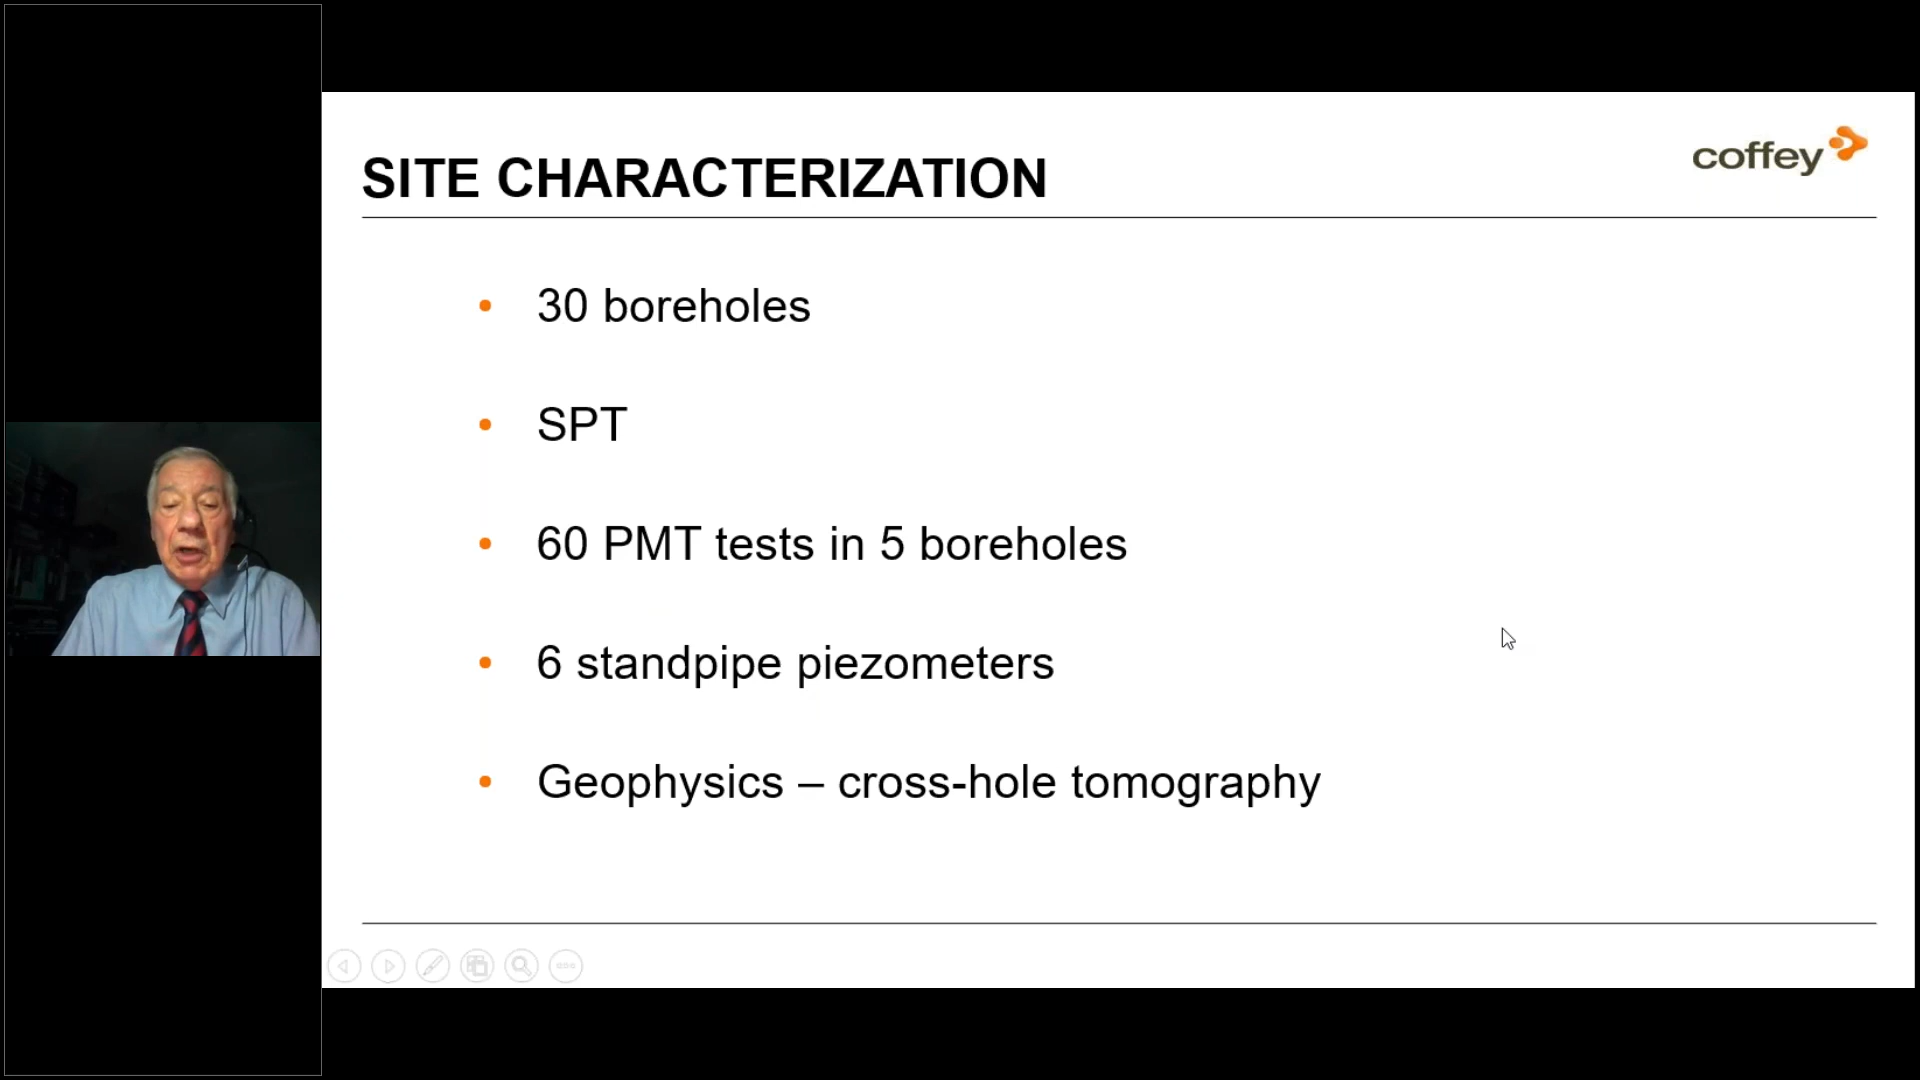 SITE CHARACTERIZATION
coffey
• 30 boreholes
• SPT
• 60 PMT tests in 5 boreholes
• 6 standpipe piezometers
• Geophysics – cross-hole tomography